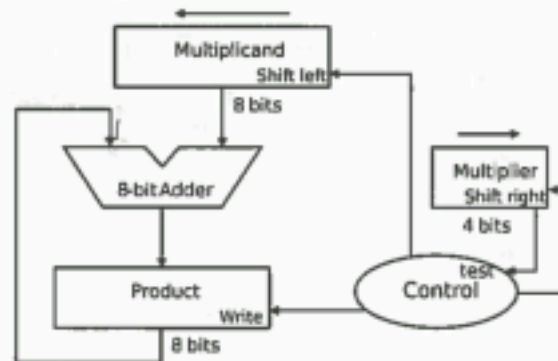 Multiplicand
Shift left
8 bits
8-bit Adder
Multiplier
Shift right
4 bits
test
Control
Product
Write
8 bits